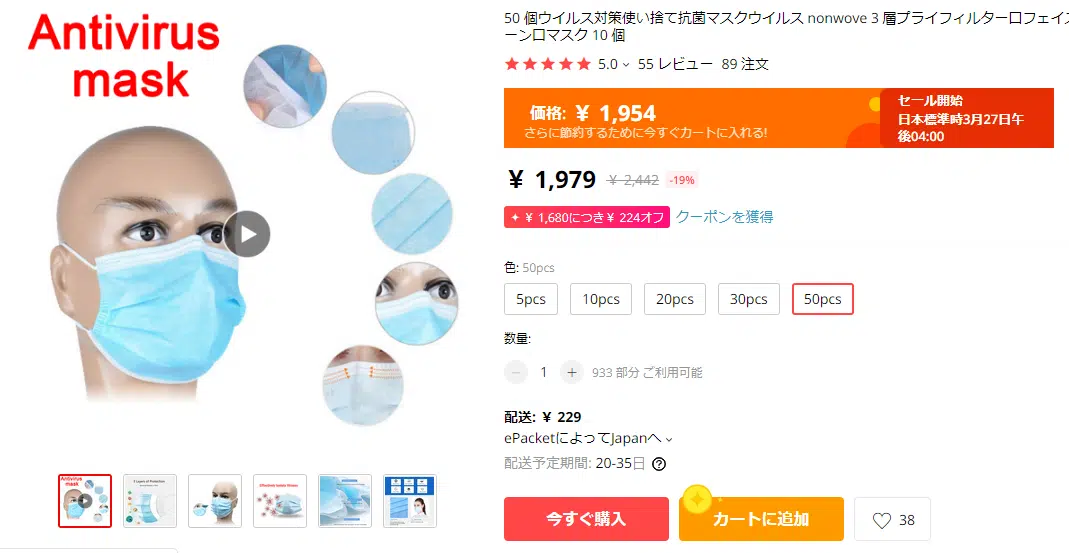 Antivirus
mask
50 個ウイルス対策使い捨て抗菌マスクウイルス nonwove 3 層プライフィルター口フェイス
ーン口マスク 10 個
5.0 55 レビュー 89 注文
価格: ¥ 1,954
さらに節約するために今すぐカートに入れる!
セール開始
日本標準時3月27日午
後04:00
¥ 1,979 ¥ 2,442 -19%
¥ 1,680につき ¥ 224オフ クーポンを獲得
色: 50pcs
5pcs 10pcs 20pcs 30pcs 50pcs
数量:
1 933 部分 ご利用可能
配送: ¥ 229
ePacketによってJapanへ
配送予定期間: 20-35日
Antivirus
mask
今すぐ購入 カートに追加 38